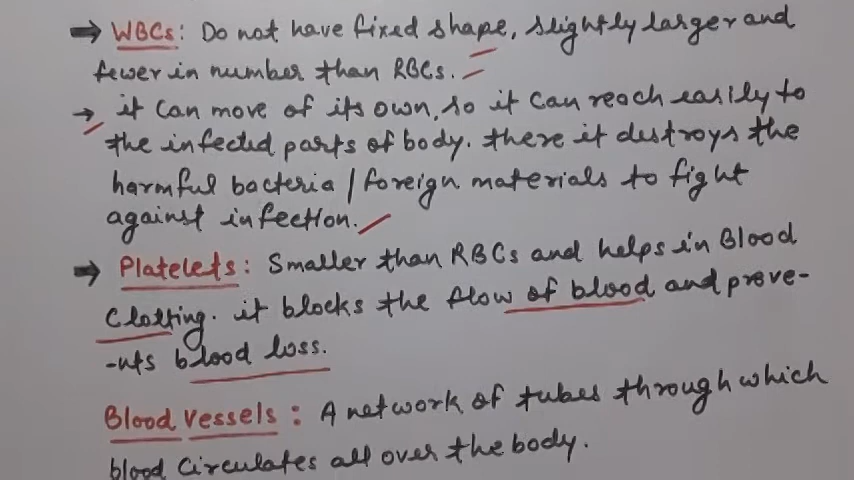 ⇒ WBCs: Do not have fixed shape, slightly larger and
fewer in number than RBCs.
→ it can move of its own, so it can reach easily to
the infected parts of body. there it destroys the
harmful bacteria / foreign materials to fight
against infection.
⇒ Platelets: Smaller than RBCs and helps in Blood
Clotting. it blocks the flow of blood and preve-
-nts blood loss.
Blood vessels: A network of tubes through which
blood circulates all over the body.